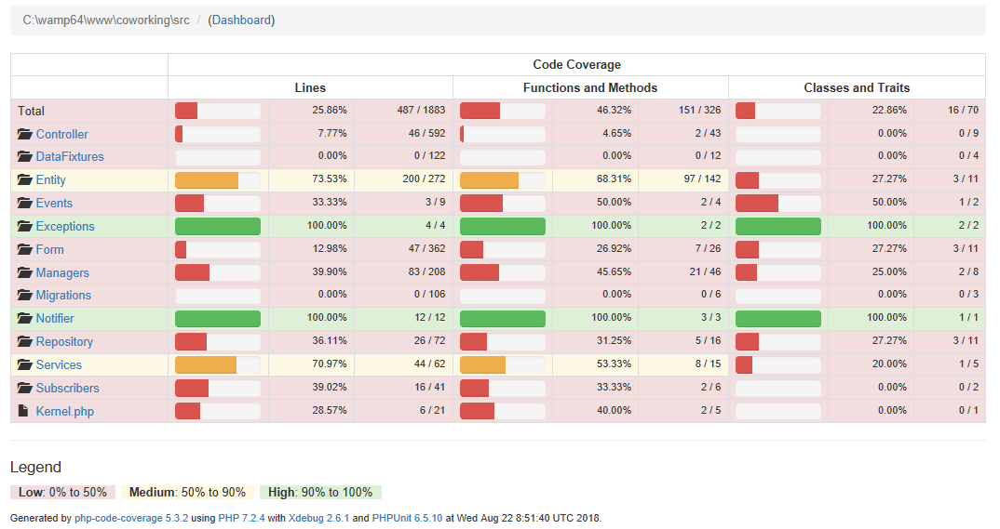 C:\wamp64\www\coworking\src / (Dashboard)
Code Coverage
Lines Functions and Methods Classes and Traits
Total 25.86% 487 / 1883 46.32% 151 / 326 22.86% 16 / 70
Controller 7.77% 46 / 592 4.65% 2 / 43 0.00% 0 / 9
DataFixtures 0.00% 0 / 122 0.00% 0 / 12 0.00% 0 / 4
Entity 73.53% 200 / 272 68.31% 97 / 142 27.27% 3 / 11
Events 33.33% 3 / 9 50.00% 2 / 4 50.00% 1 / 2
Exceptions 100.00% 4 / 4 100.00% 2 / 2 100.00% 2 / 2
Form 12.98% 47 / 362 26.92% 7 / 26 27.27% 3 / 11
Managers 39.90% 83 / 208 45.65% 21 / 46 25.00% 2 / 8
Migrations 0.00% 0 / 106 0.00% 0 / 6 0.00% 0 / 3
Notifier 100.00% 12 / 12 100.00% 3 / 3 100.00% 1 / 1
Repository 36.11% 26 / 72 31.25% 5 / 16 27.27% 3 / 11
Services 70.97% 44 / 62 53.33% 8 / 15 20.00% 1 / 5
Subscribers 39.02% 16 / 41 33.33% 2 / 6 0.00% 0 / 2
Kernel.php 28.57% 6 / 21 40.00% 2 / 5 0.00% 0 / 1
Legend
Low: 0% to 50% Medium: 50% to 90% High: 90% to 100%
Generated by php-code-coverage 5.3.2 using PHP 7.2.4 with Xdebug 2.6.1 and PHPUnit 6.5.10 at Wed Aug 22 8:51:40 UTC 2018.